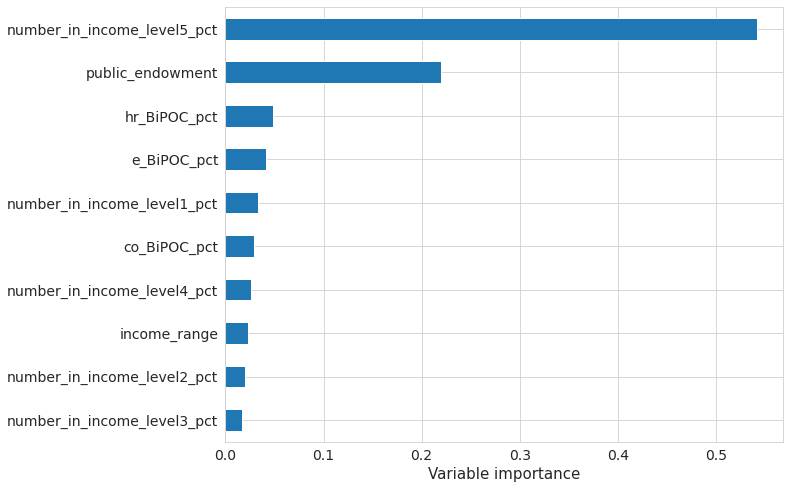 number_in_income_level5_pct
public_endowment
hr_BiPOC_pct
e_BiPOC_pct
number_in_income_level1_pct
co_BiPOC_pct
number_in_income_level4_pct
income_range
number_in_income_level2_pct
number_in_income_level3_pct
0.0 0.1 0.2 0.3 0.4 0.5
Variable importance